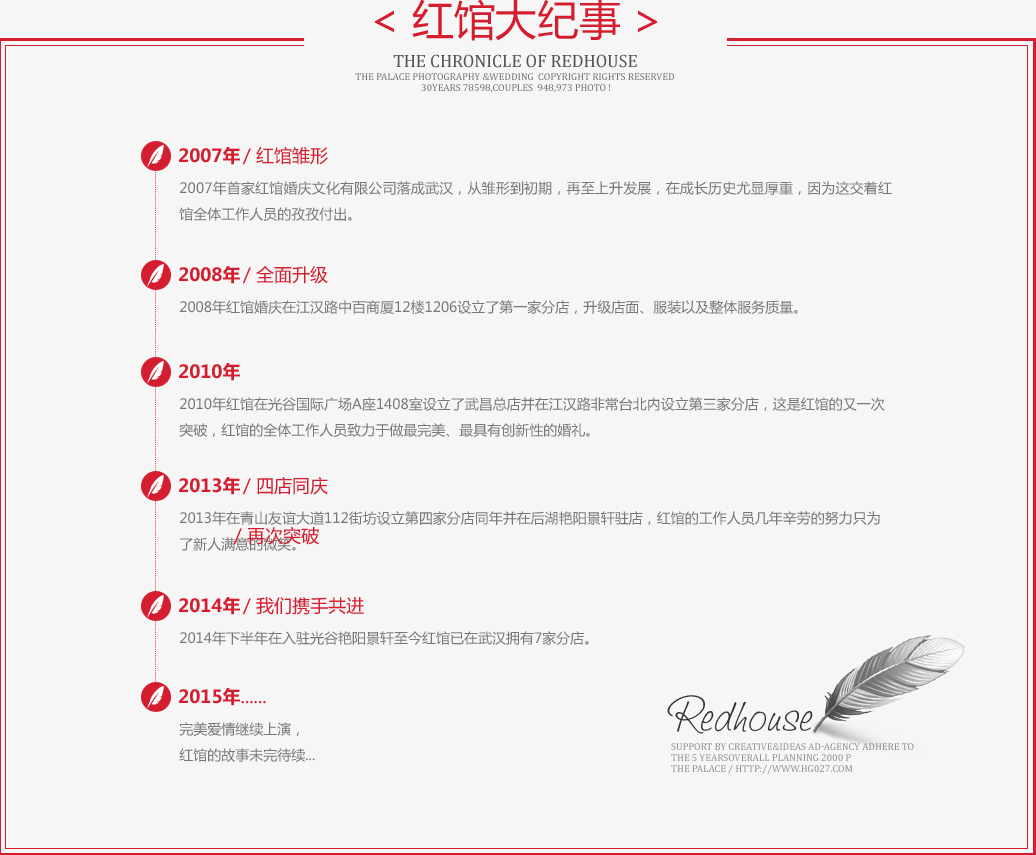 < 红馆大纪事 >
THE CHRONICLE OF REDHOUSE
THE PALACE PHOTOGRAPHY &WEDDING COPYRIGHT RIGHTS RESERVED
30YEARS 78598,COUPLES 948,973 PHOTO !
2007年 / 红馆雏形
2007年首家红馆婚庆文化有限公司落成武汉，从雏形到初期，再至上升发展，在成长历史尤显厚重，因为这交着红
馆全体工作人员的孜孜付出。
2008年 / 全面升级
2008年红馆婚庆在江汉路中百商厦12楼1206设立了第一家分店，升级店面、服装以及整体服务质量。
2010年
2010年红馆在光谷国际广场A座1408室设立了武昌总店并在江汉路非常台北内设立第三家分店，这是红馆的又一次
突破，红馆的全体工作人员致力于做最完美、最具有创新性的婚礼。
2013年 / 四店同庆
2013年在青山友谊大道112街坊设立第四家分店同年并在后湖艳阳景轩驻店，红馆的工作人员几年辛劳的努力只为
/ 再次突破
了新人满意的微笑。
2014年 / 我们携手共进
2014年下半年在入驻光谷艳阳景轩至今红馆已在武汉拥有7家分店。
2015年......
完美爱情继续上演，
红馆的故事未完待续...
Redhouse
SUPPORT BY CREATIVE&IDEAS AD-AGENCY ADHERE TO
THE 5 YEARSOVERALL PLANNING 2000 P
THE PALACE / HTTP://WWW.HG027.COM